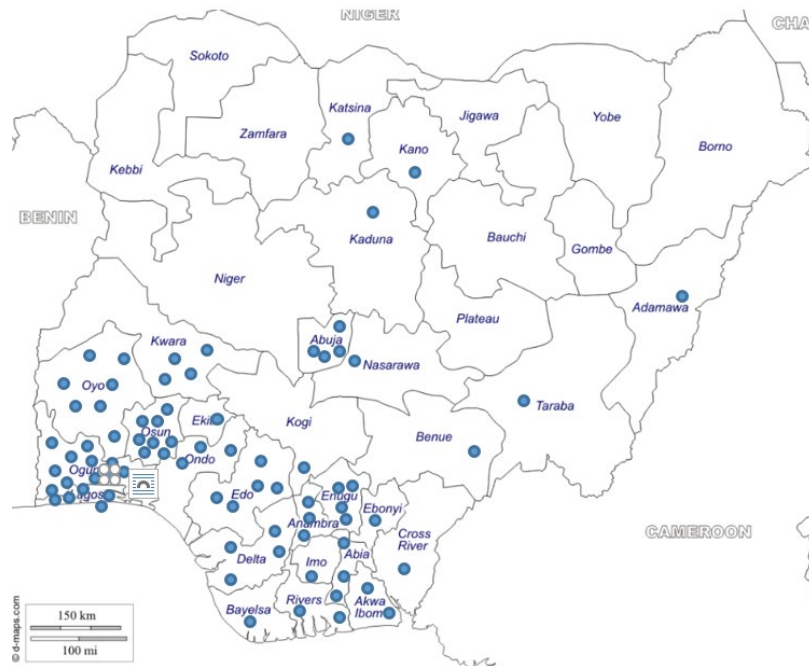 NIGER
CHA
Sokoto
Katsina
Jigawa
Yobe
Zamfara
Kano
Borno
Kebbi
BENIN
Kaduna
Bauchi
Gombe
Niger
Adamawa
Plateau
Kwara
Abuja
Nasarawa
Oyo
Taraba
Ekiti
Kogi
Osun
Benue
Ondo
Ogun
Edo
Enugu
Lagos
Ebonyi
Anambra
Cross
River
CAMEROON
Delta
Imo
Abia
Bayelsa
Rivers
Akwa
Ibom
150 km
100 mi
© d-maps.com